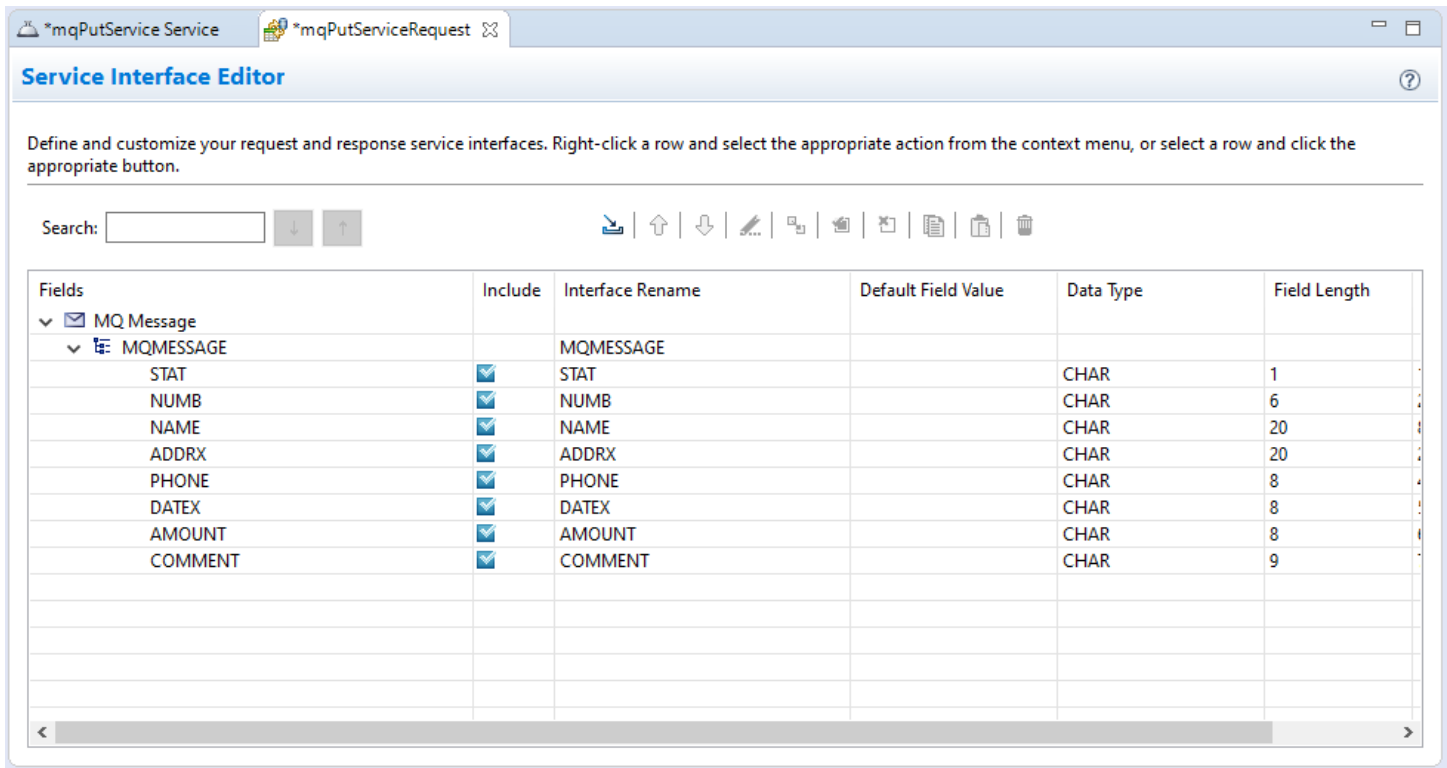 *mqPutService Service *mqPutServiceRequest
Service Interface Editor
Define and customize your request and response service interfaces. Right-click a row and select the appropriate action from the context menu, or select a row and click the
appropriate button.
Search:
Fields Include Interface Rename Default Field Value Data Type Field Length
MQ Message
MQMESSAGE MQMESSAGE
STAT STAT CHAR 1
NUMB NUMB CHAR 6
NAME NAME CHAR 20
ADDRX ADDRX CHAR 20
PHONE PHONE CHAR 8
DATEX DATEX CHAR 8
AMOUNT AMOUNT CHAR 8
COMMENT COMMENT CHAR 9